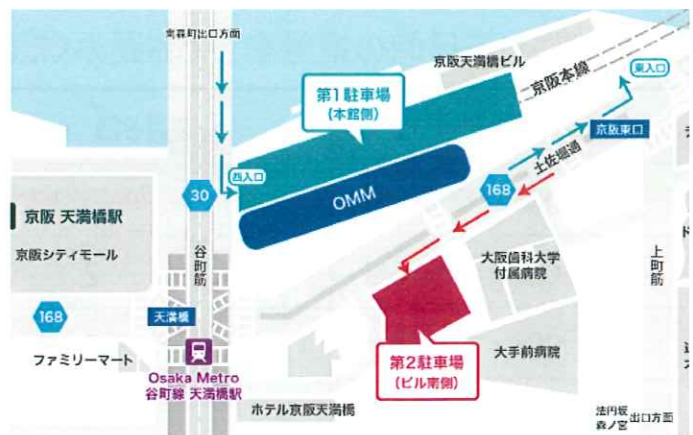 南森町出口方面
京阪天満橋ビル
京阪本線
東入口
第1駐車場
(本館側)
京阪東口
土佐堀通
西入口
30
OMM
168
京阪 天満橋駅
京阪シティモール
谷町筋
大阪歯科大学
付属病院
上町筋
168
天満橋
ファミリーマート
第2駐車場
(ビル南側)
大手前病院
Osaka Metro
谷町線 天満橋駅
ホテル京阪天満橋
法円坂
森ノ宮
出口方面